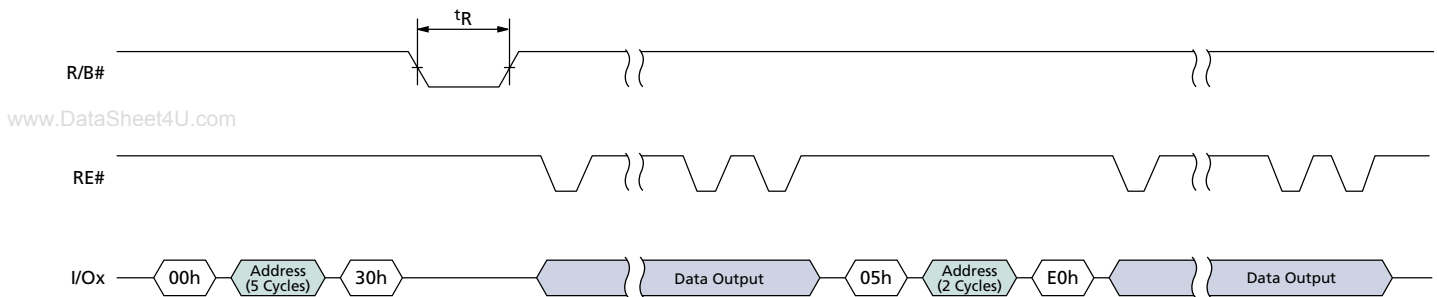 tR
R/B#
www.DataSheet4U.com
RE#
I/Ox
00h
Address
(5 Cycles)
30h
Data Output
05h
Address
(2 Cycles)
E0h
Data Output